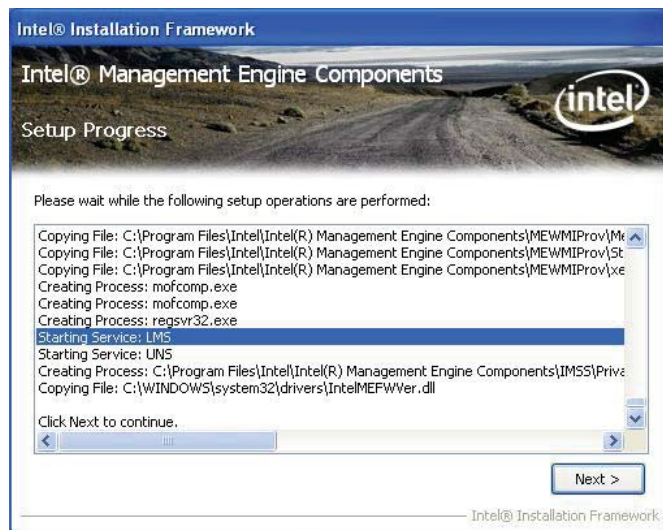 Intel® Installation Framework
Intel® Management Engine Components
intel
Setup Progress
Please wait while the following setup operations are performed:
Copying File: C:\Program Files\Intel\Intel(R) Management Engine Components\MEWMIProv\Me
Copying File: C:\Program Files\Intel\Intel(R) Management Engine Components\MEWMIProv\St
Copying File: C:\Program Files\Intel\Intel(R) Management Engine Components\MEWMIProv\xe
Creating Process: mofcomp.exe
Creating Process: mofcomp.exe
Creating Process: regsvr32.exe
Starting Service: LMS
Starting Service: UNS
Creating Process: C:\Program Files\Intel\Intel(R) Management Engine Components\IMSS\Priva
Copying File: C:\WINDOWS\system32\drivers\IntelMEFWVer.dll
Click Next to continue.
Next >
Intel® Installation Framework